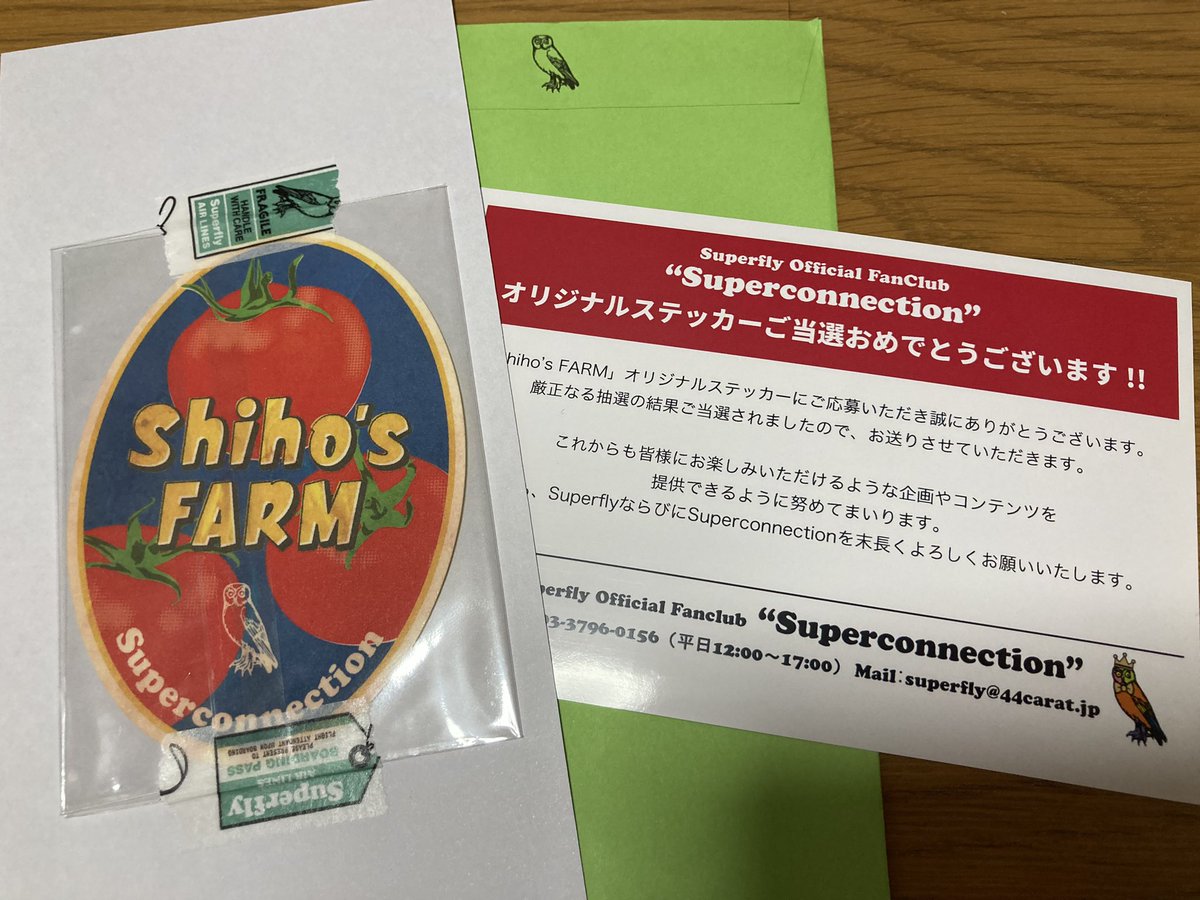 FRAGILE
HANDLE
WITH CARE
Superfly
AIR LINES
Shiho's
FARM
Superconnection
FLIGHT ATTENDANT UPON BOARDING
PLEASE PRESENT TO
BOARDING PASS
AIR LINES
Superfly
Superfly Official FanClub
“Superconnection”
オリジナルステッカーご当選おめでとうございます!!
hiho’s FARM」オリジナルステッカーにご応募いただき誠にありがとうございます。
厳正なる抽選の結果ご当選されましたので、お送りさせていただきます。
これからも皆様にお楽しみいただけるような企画やコンテンツを
提供できるように努めてまいります。
、SuperflyならびにSuperconnectionを末長くよろしくお願いいたします。
perfly Official Fanclub “Superconnection”
03-3796-0156（平日12:00〜17:00） Mail:superfly@44carat.jp